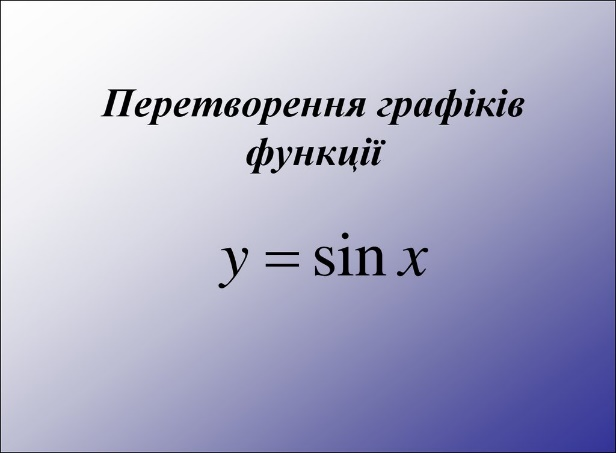 Перетворення графіків
функції
y = sin x